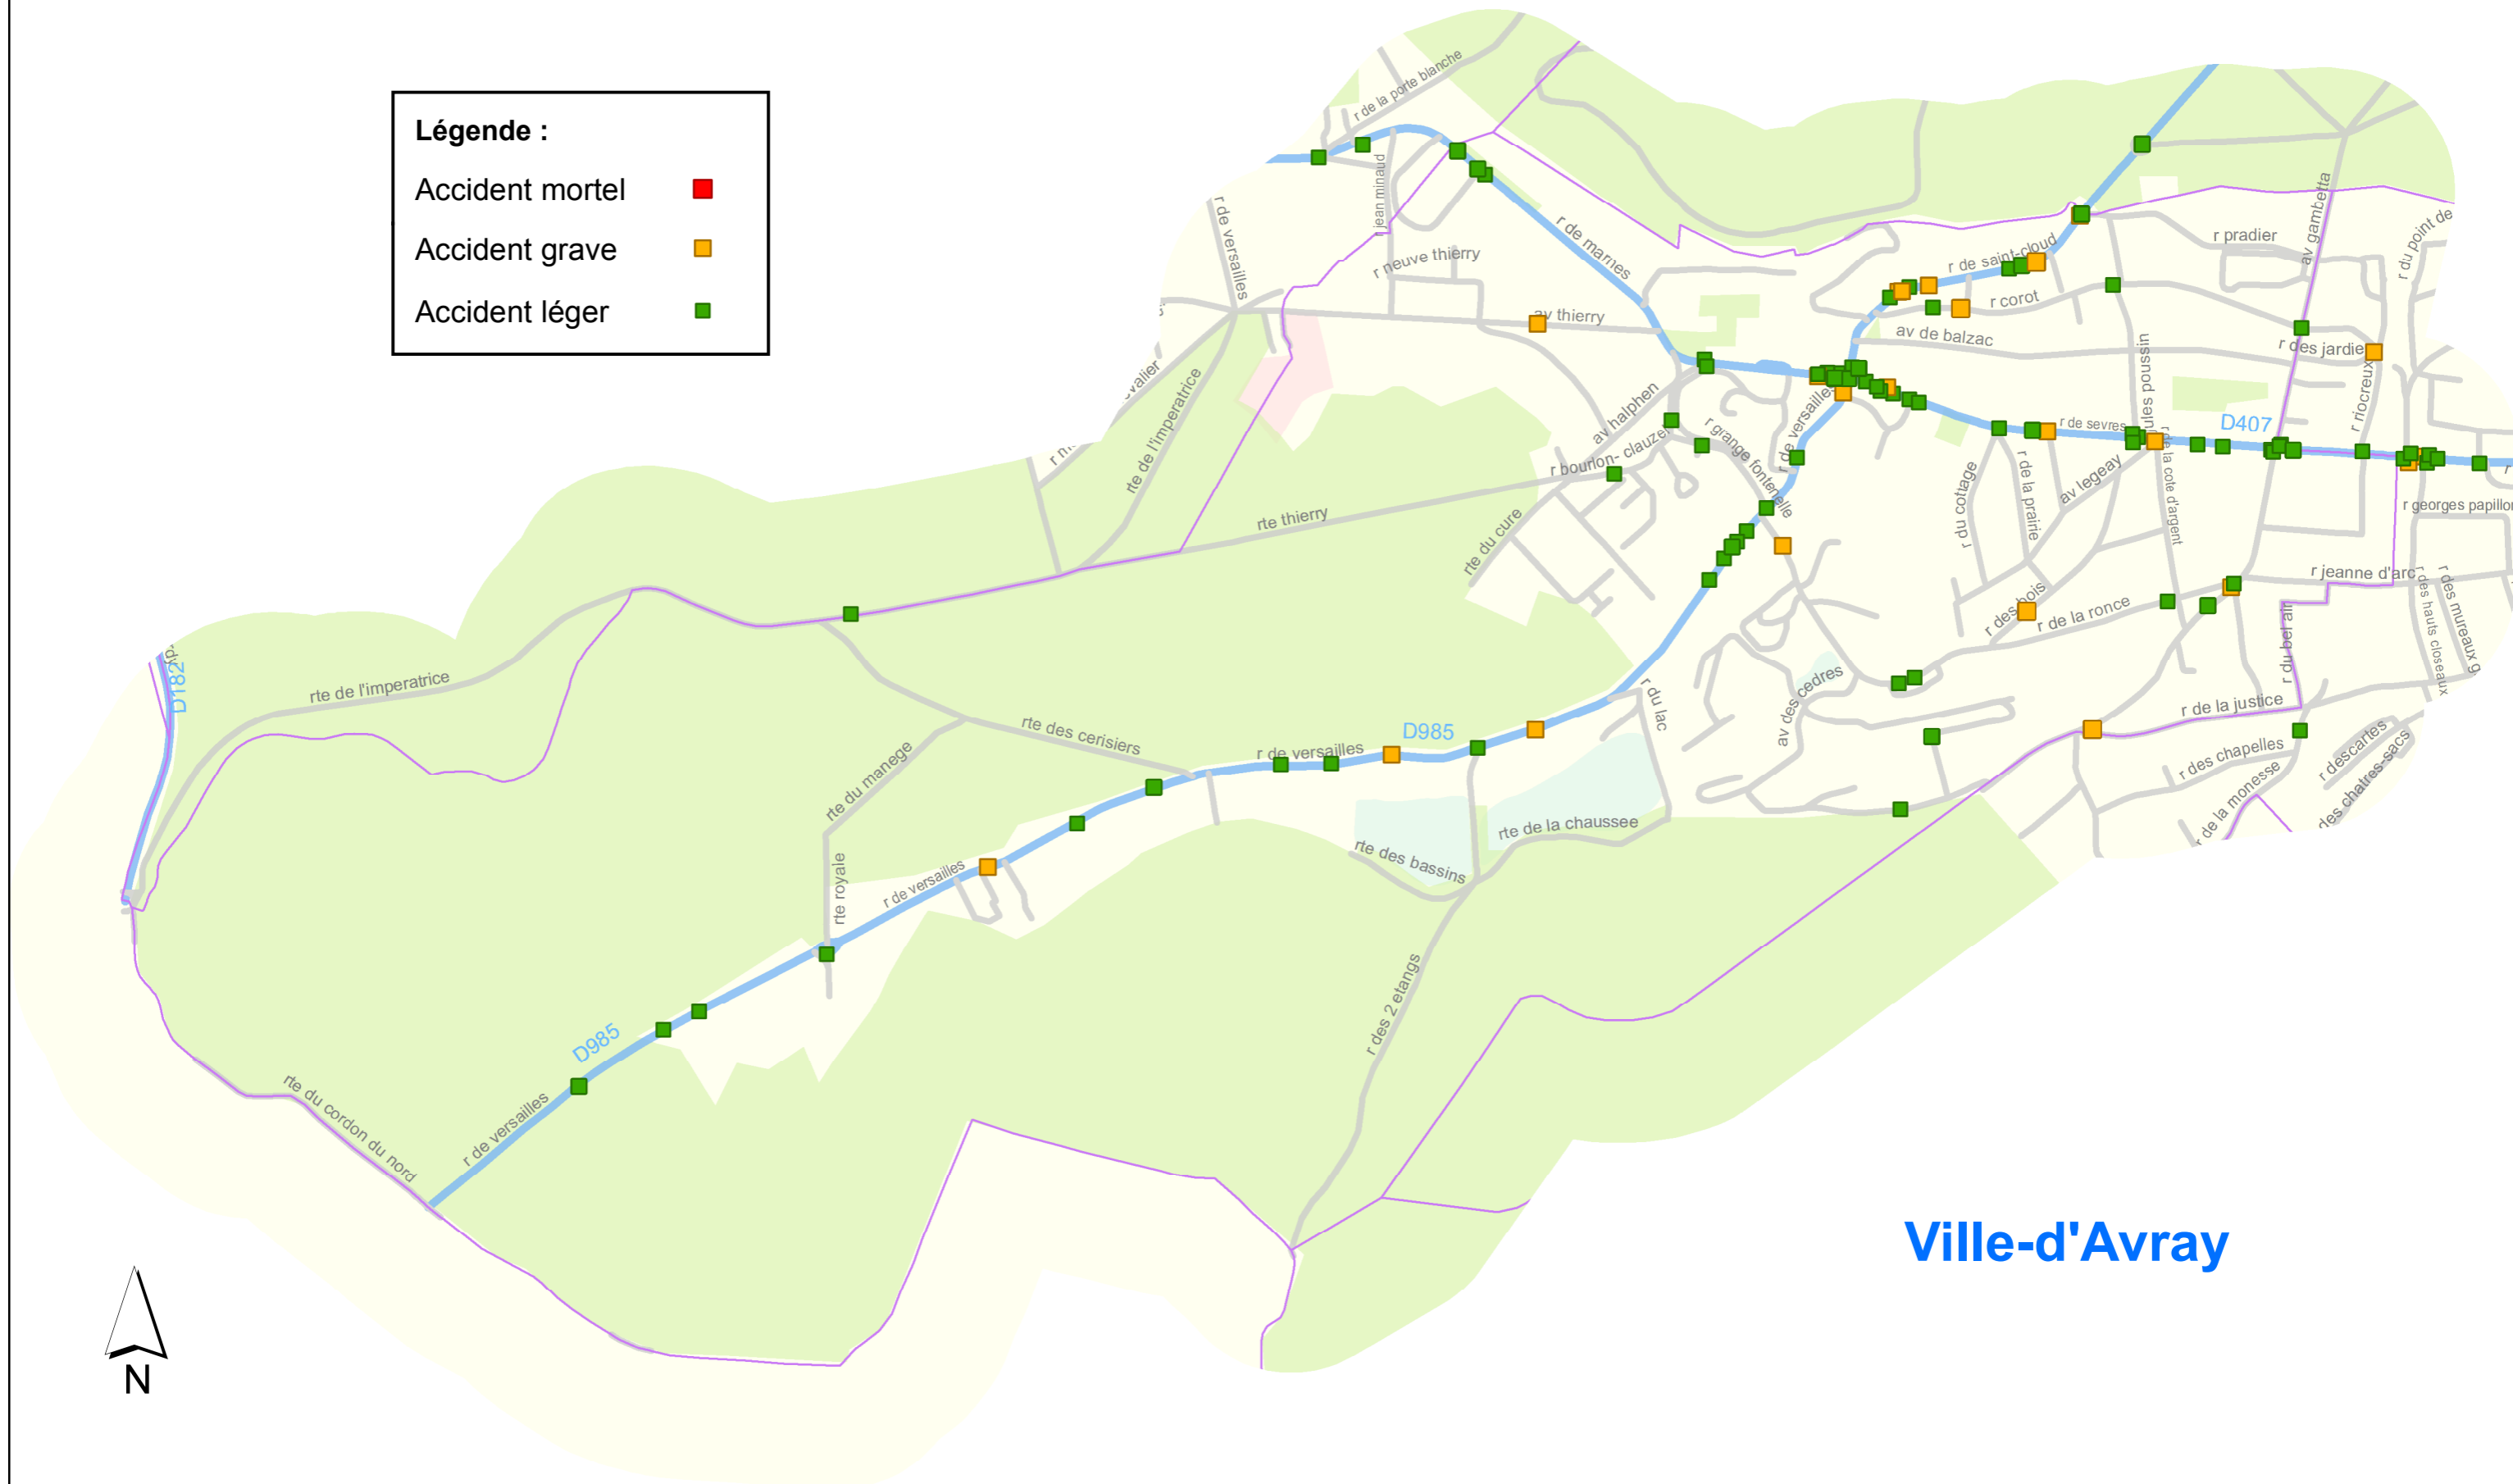 Légende :
Accident mortel
Accident grave
Accident léger
r de la porte blanche
r jean minaud
r de versailles
r neuve thierry
r de marnes
av thierry
r de saint-cloud
r corot
av de balzac
r pradier
av gambetta
r du point de
r des jardie
r riocreux
D407
r de sevres
r de la cote d'argent
av legeay
r de la prairie
r du cottage
r georges papillon
r jeanne d'arc
r des hauts closeaux
r des mureaux g
r du bel air
r de la ronce
r des bois
r de la justice
r des chapelles
r de la monesse
r descartes
des chatres-sacs
av halphen
r bourlon- clauzel
r grange fontenelle
r de versailles
rte du cure
rte thierry
rte de l'imperatrice
rte de l'imperatrice
D182
rte des cerisiers
rte du manege
rte royale
r de versailles
D985
r de versailles
r du lac
av des cedres
rte de la chaussee
rte des bassins
r des 2 etangs
D985
r de versailles
rte du cordon du nord
Ville-d'Avray
N